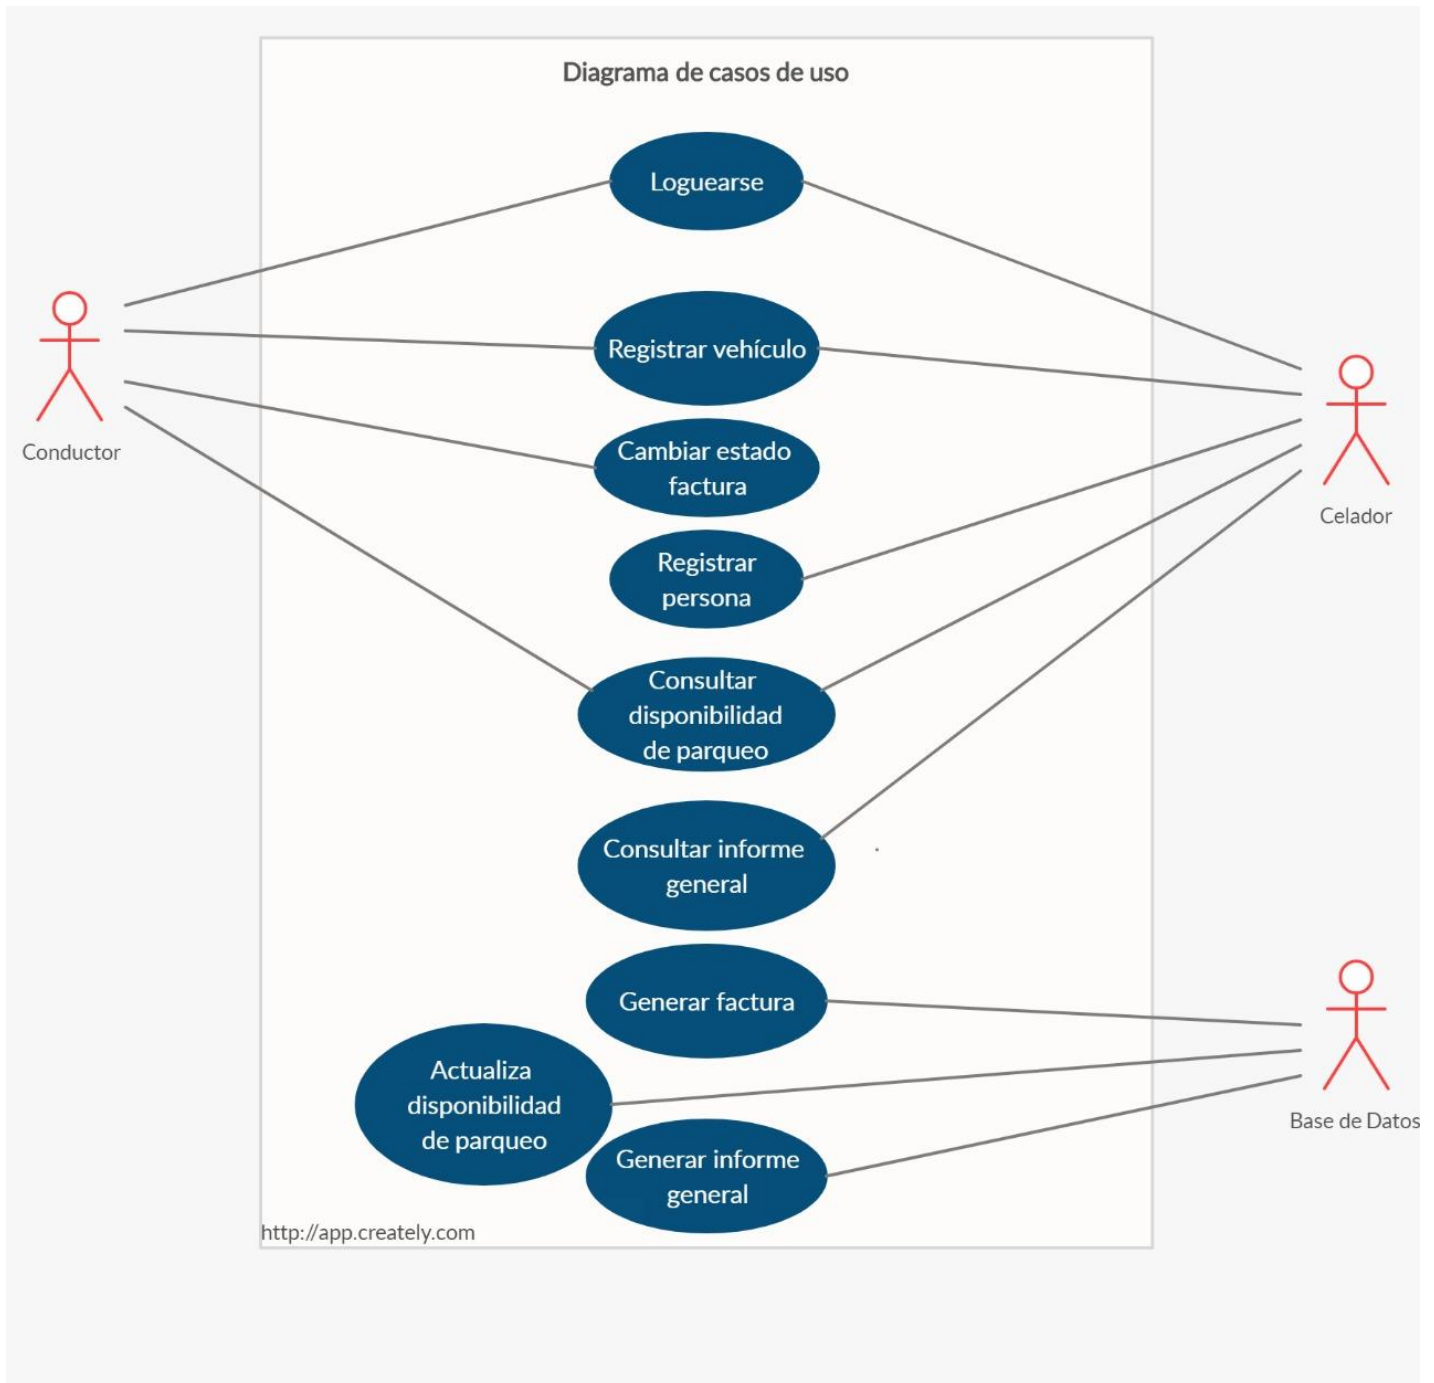 Diagrama de casos de uso
Loguearse
Registrar vehículo
Conductor
Cambiar estado
factura
Celador
Registrar
persona
Consultar
disponibilidad
de parqueo
Consultar informe
general
Generar factura
Actualiza
disponibilidad
de parqueo
Base de Datos
Generar informe
general
http://app.creately.com